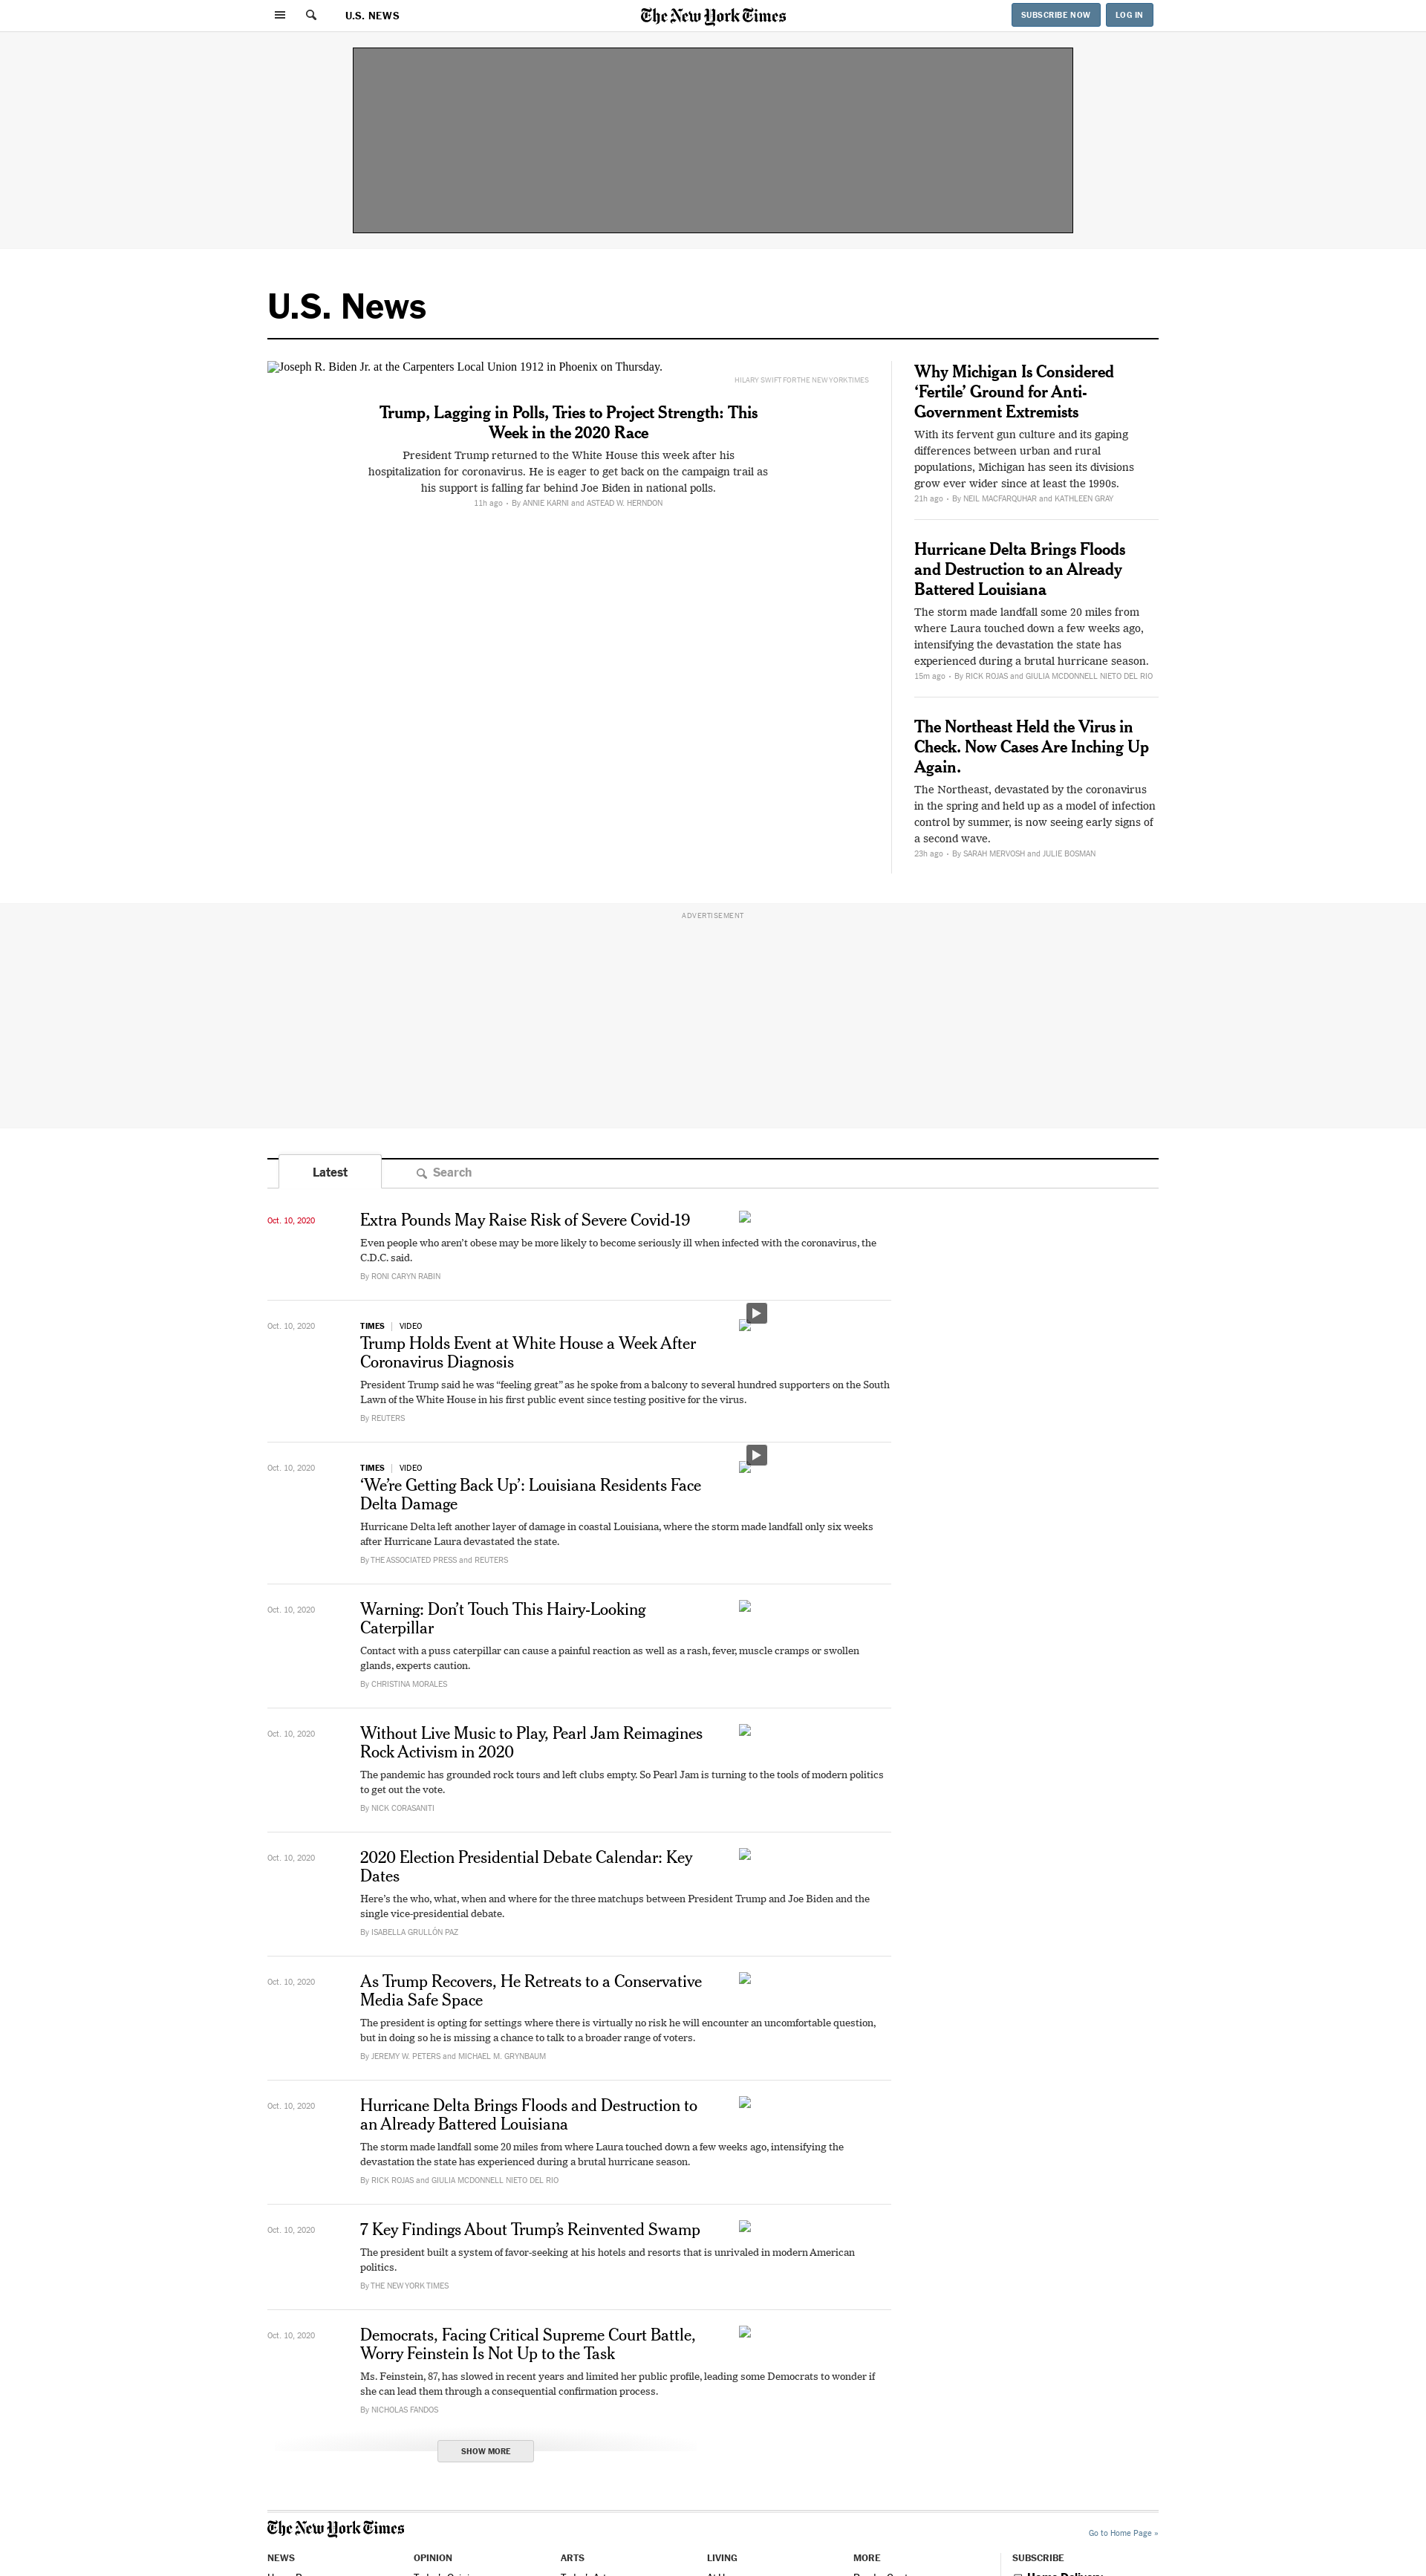 U.S. NEWS
The New York Times
SUBSCRIBE NOW
LOG IN
U.S. News
Joseph R. Biden Jr. at the Carpenters Local Union 1912 in Phoenix on Thursday.
HILARY SWIFT FOR THE NEW YORK TIMES
Trump, Lagging in Polls, Tries to Project Strength: This
Week in the 2020 Race
President Trump returned to the White House this week after his
hospitalization for coronavirus. He is eager to get back on the campaign trail as
his support is falling far behind Joe Biden in national polls.
11h ago • By ANNIE KARNI and ASTEAD W. HERNDON
Why Michigan Is Considered
‘Fertile’ Ground for Anti-
Government Extremists
With its fervent gun culture and its gaping
differences between urban and rural
populations, Michigan has seen its divisions
grow ever wider since at least the 1990s.
21h ago • By NEIL MACFARQUHAR and KATHLEEN GRAY
Hurricane Delta Brings Floods
and Destruction to an Already
Battered Louisiana
The storm made landfall some 20 miles from
where Laura touched down a few weeks ago,
intensifying the devastation the state has
experienced during a brutal hurricane season.
15m ago • By RICK ROJAS and GIULIA MCDONNELL NIETO DEL RIO
The Northeast Held the Virus in
Check. Now Cases Are Inching Up
Again.
The Northeast, devastated by the coronavirus
in the spring and held up as a model of infection
control by summer, is now seeing early signs of
a second wave.
23h ago • By SARAH MERVOSH and JULIE BOSMAN
ADVERTISEMENT
Latest
Search
Oct. 10, 2020
Extra Pounds May Raise Risk of Severe Covid-19
Even people who aren’t obese may be more likely to become seriously ill when infected with the coronavirus, the
C.D.C. said.
By RONI CARYN RABIN
Oct. 10, 2020
TIMES | VIDEO
Trump Holds Event at White House a Week After
Coronavirus Diagnosis
President Trump said he was “feeling great” as he spoke from a balcony to several hundred supporters on the South
Lawn of the White House in his first public event since testing positive for the virus.
By REUTERS
Oct. 10, 2020
TIMES | VIDEO
‘We’re Getting Back Up’: Louisiana Residents Face
Delta Damage
Hurricane Delta left another layer of damage in coastal Louisiana, where the storm made landfall only six weeks
after Hurricane Laura devastated the state.
By THE ASSOCIATED PRESS and REUTERS
Oct. 10, 2020
Warning: Don’t Touch This Hairy-Looking
Caterpillar
Contact with a puss caterpillar can cause a painful reaction as well as a rash, fever, muscle cramps or swollen
glands, experts caution.
By CHRISTINA MORALES
Oct. 10, 2020
Without Live Music to Play, Pearl Jam Reimagines
Rock Activism in 2020
The pandemic has grounded rock tours and left clubs empty. So Pearl Jam is turning to the tools of modern politics
to get out the vote.
By NICK CORASANITI
Oct. 10, 2020
2020 Election Presidential Debate Calendar: Key
Dates
Here’s the who, what, when and where for the three matchups between President Trump and Joe Biden and the
single vice-presidential debate.
By ISABELLA GRULLÓN PAZ
Oct. 10, 2020
As Trump Recovers, He Retreats to a Conservative
Media Safe Space
The president is opting for settings where there is virtually no risk he will encounter an uncomfortable question,
but in doing so he is missing a chance to talk to a broader range of voters.
By JEREMY W. PETERS and MICHAEL M. GRYNBAUM
Oct. 10, 2020
Hurricane Delta Brings Floods and Destruction to
an Already Battered Louisiana
The storm made landfall some 20 miles from where Laura touched down a few weeks ago, intensifying the
devastation the state has experienced during a brutal hurricane season.
By RICK ROJAS and GIULIA MCDONNELL NIETO DEL RIO
Oct. 10, 2020
7 Key Findings About Trump’s Reinvented Swamp
The president built a system of favor-seeking at his hotels and resorts that is unrivaled in modern American
politics.
By THE NEW YORK TIMES
Oct. 10, 2020
Democrats, Facing Critical Supreme Court Battle,
Worry Feinstein Is Not Up to the Task
Ms. Feinstein, 87, has slowed in recent years and limited her public profile, leading some Democrats to wonder if
she can lead them through a consequential confirmation process.
By NICHOLAS FANDOS
SHOW MORE
The New York Times
Go to Home Page »
NEWS
OPINION
ARTS
LIVING
MORE
SUBSCRIBE